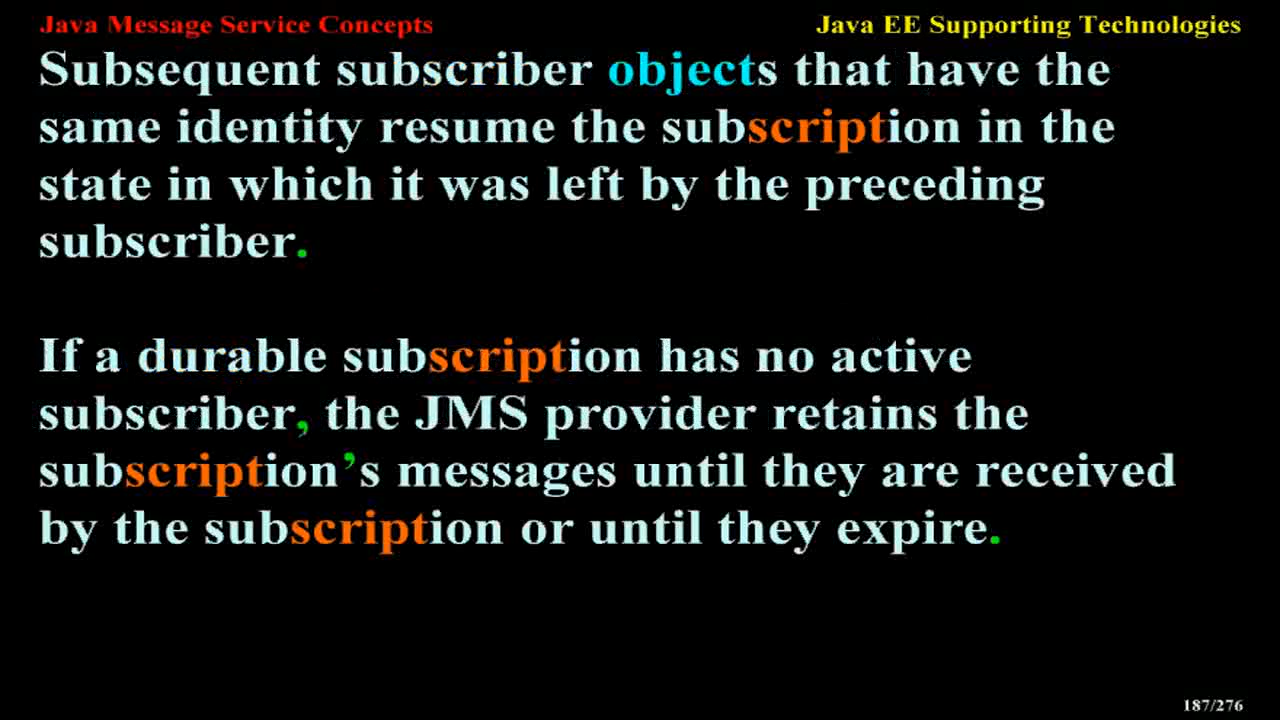 Java Message Service Concepts
Java EE Supporting Technologies
Subsequent subscriber objects that have the
same identity resume the subscription in the
state in which it was left by the preceding
subscriber.
If a durable subscription has no active
subscriber, the JMS provider retains the
subscription’s messages until they are received
by the subscription or until they expire.
187/276